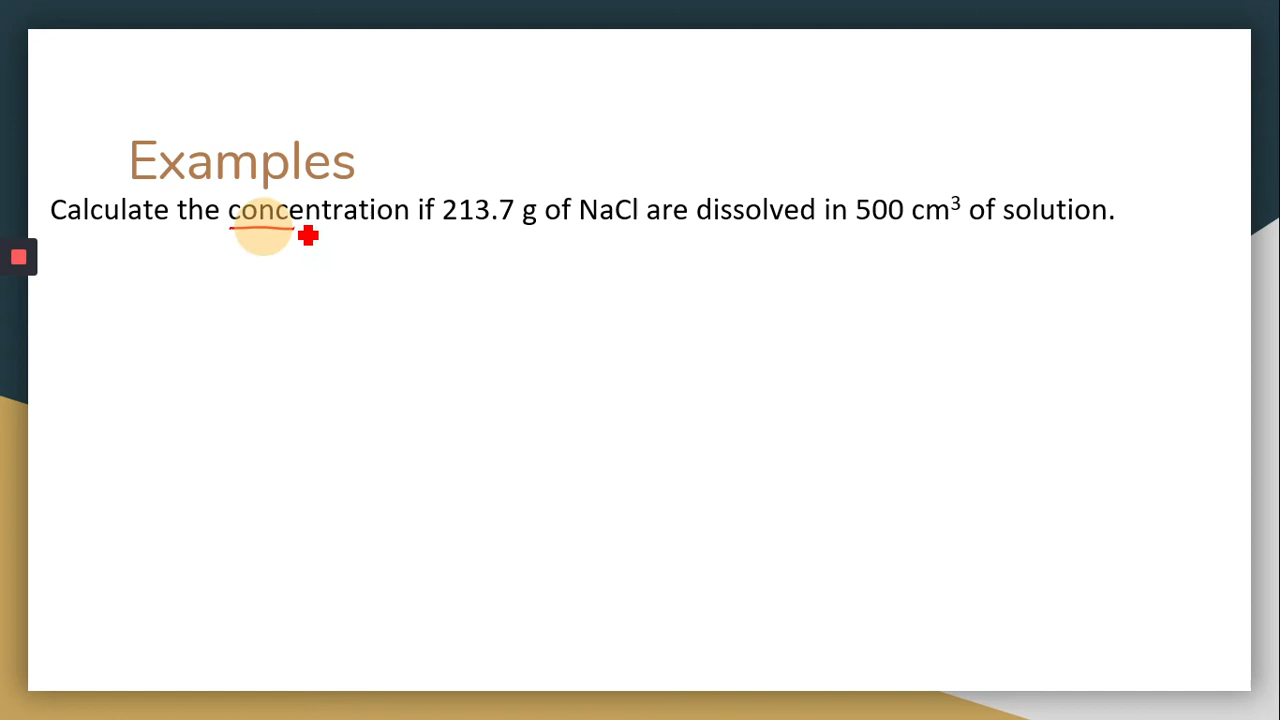 Examples
Calculate the concentration if 213.7 g of NaCl are dissolved in 500 cm³ of solution.